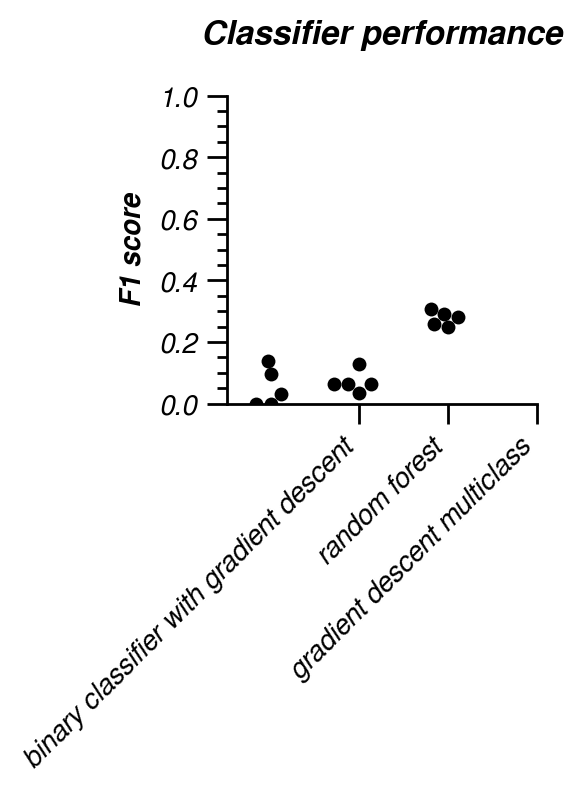 Classifier performance
F1 score
1.0
0.8
0.6
0.4
0.2
0.0
binary classifier with gradient descent
random forest
gradient descent multiclass